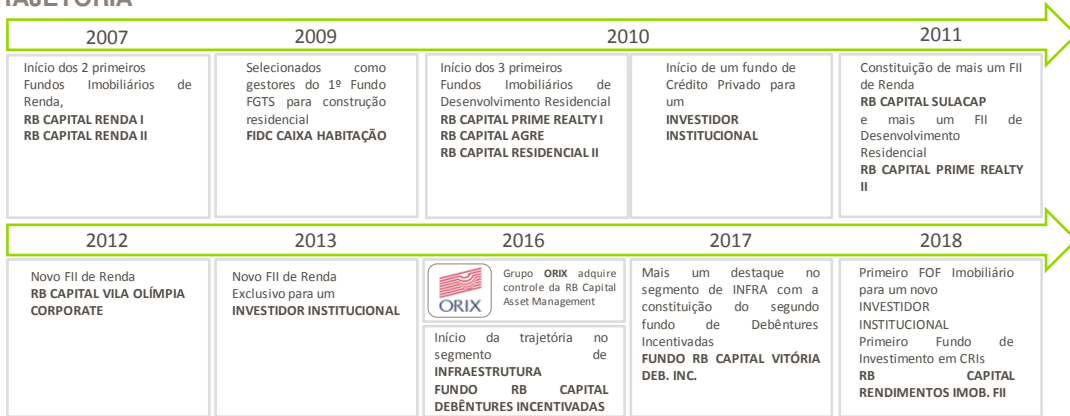 2007
2009
2010
2011
Início dos 2 primeiros
Fundos Imobiliários de
Renda,
RB CAPITAL RENDA I
RB CAPITAL RENDA II
Selecionados como
gestores do 1º Fundo
FGTS para construção
residencial
FIDC CAIXA HABITAÇÃO
Início dos 3 primeiros
Fundos Imobiliários de
Desenvolvimento Residencial
RB CAPITAL PRIME REALTY I
RB CAPITAL AGRE
RB CAPITAL RESIDENCIAL II
Início de um fundo de
Crédito Privado para
um
INVESTIDOR
INSTITUCIONAL
Constituição de mais um FII
de Renda
RB CAPITAL SULACAP
e mais um FII de
Desenvolvimento
Residencial
RB CAPITAL PRIME REALTY
II
2012
2013
2016
2017
2018
Novo FII de Renda
RB CAPITAL VILA OLÍMPIA
CORPORATE
Novo FII de Renda
Exclusivo para um
INVESTIDOR INSTITUCIONAL
ORIX
Grupo ORIX adquire
controle da RB Capital
Asset Management
Início da trajetória no
segmento de
INFRAESTRUTURA
FUNDO RB CAPITAL
DEBÊNTURES INCENTIVADAS
Mais um destaque no
segmento de INFRA com a
constituição do segundo
fundo de Debêntures
Incentivadas
FUNDO RB CAPITAL VITÓRIA
DEB. INC.
Primeiro FOF Imobiliário
para um novo
INVESTIDOR
INSTITUCIONAL
Primeiro Fundo de
Investimento em CRIs
RB CAPITAL
RENDIMENTOS IMOB. FII